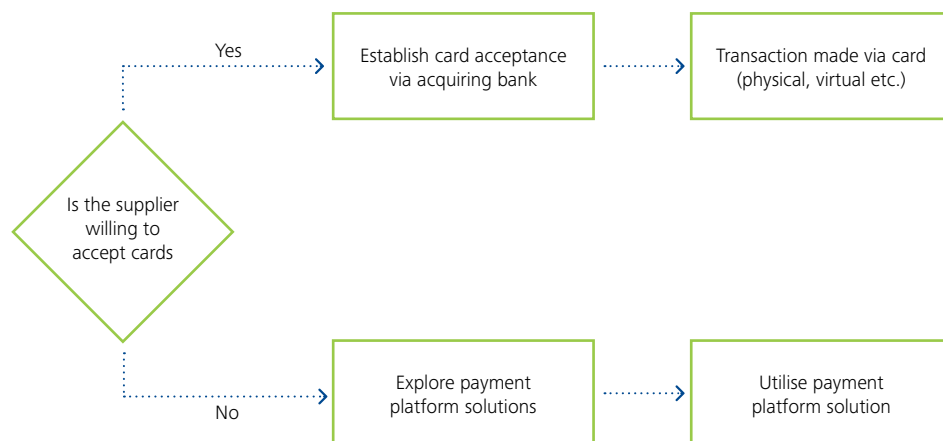 Yes
Establish card acceptance
via acquiring bank
Transaction made via card
(physical, virtual etc.)
Is the supplier
willing to
accept cards
No
Explore payment
platform solutions
Utilise payment
platform solution